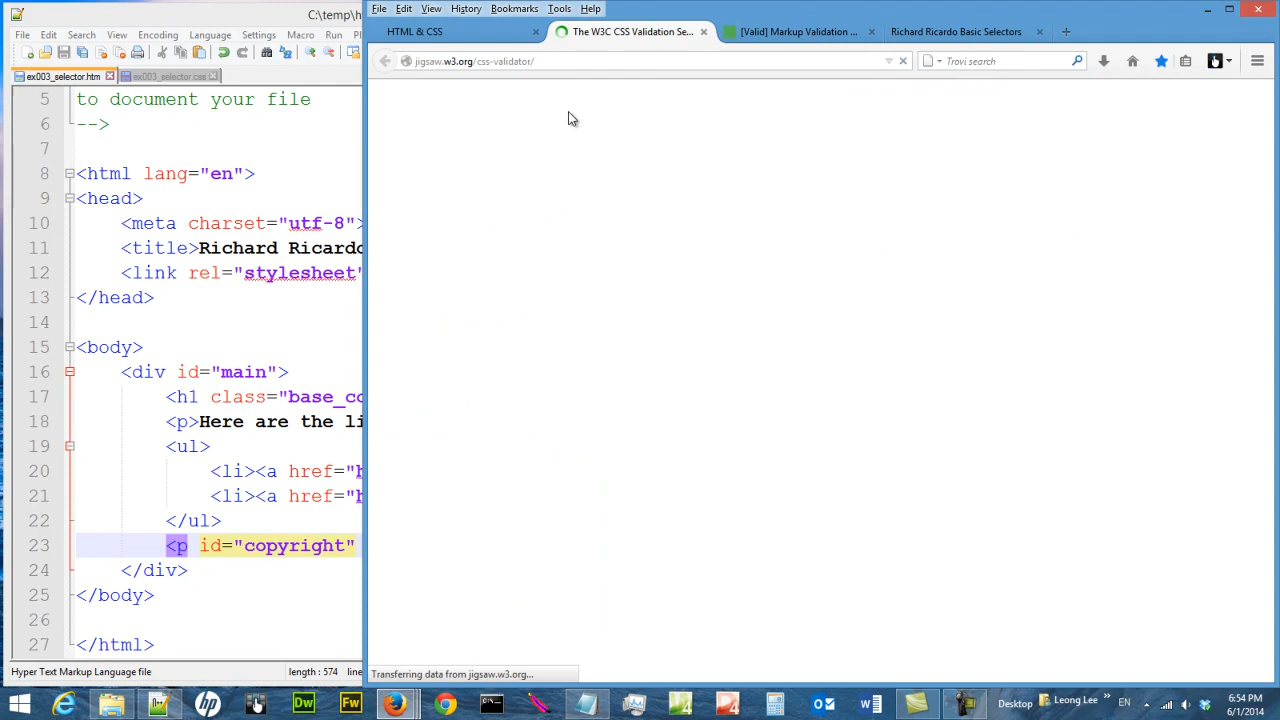 C:\temp\h
File Edit Search View Encoding Language Settings Macro Run
ex003_selector.htm ex003_selector.css
5 to document your file
6 -->
7
8 <html lang="en">
9 <head>
10 <meta charset="utf-8">
11 <title>Richard Ricardo
12 <link rel="stylesheet"
13 </head>
14
15 <body>
16 <div id="main">
17 <h1 class="base_co
18 <p>Here are the li
19 <ul>
20 <li><a href="h
21 <li><a href="h
22 </ul>
23 <p id="copyright"
24 </div>
25 </body>
26
27 </html>
Hyper Text Markup Language file length : 574 line
File Edit View History Bookmarks Tools Help
HTML & CSS The W3C CSS Validation Se... [Valid] Markup Validation ... Richard Ricardo Basic Selectors
jigsaw.w3.org/css-validator/ Trovi search
Transferring data from jigsaw.w3.org...
Dw Fw Desktop Leong Lee EN
6:54 PM
6/1/2014